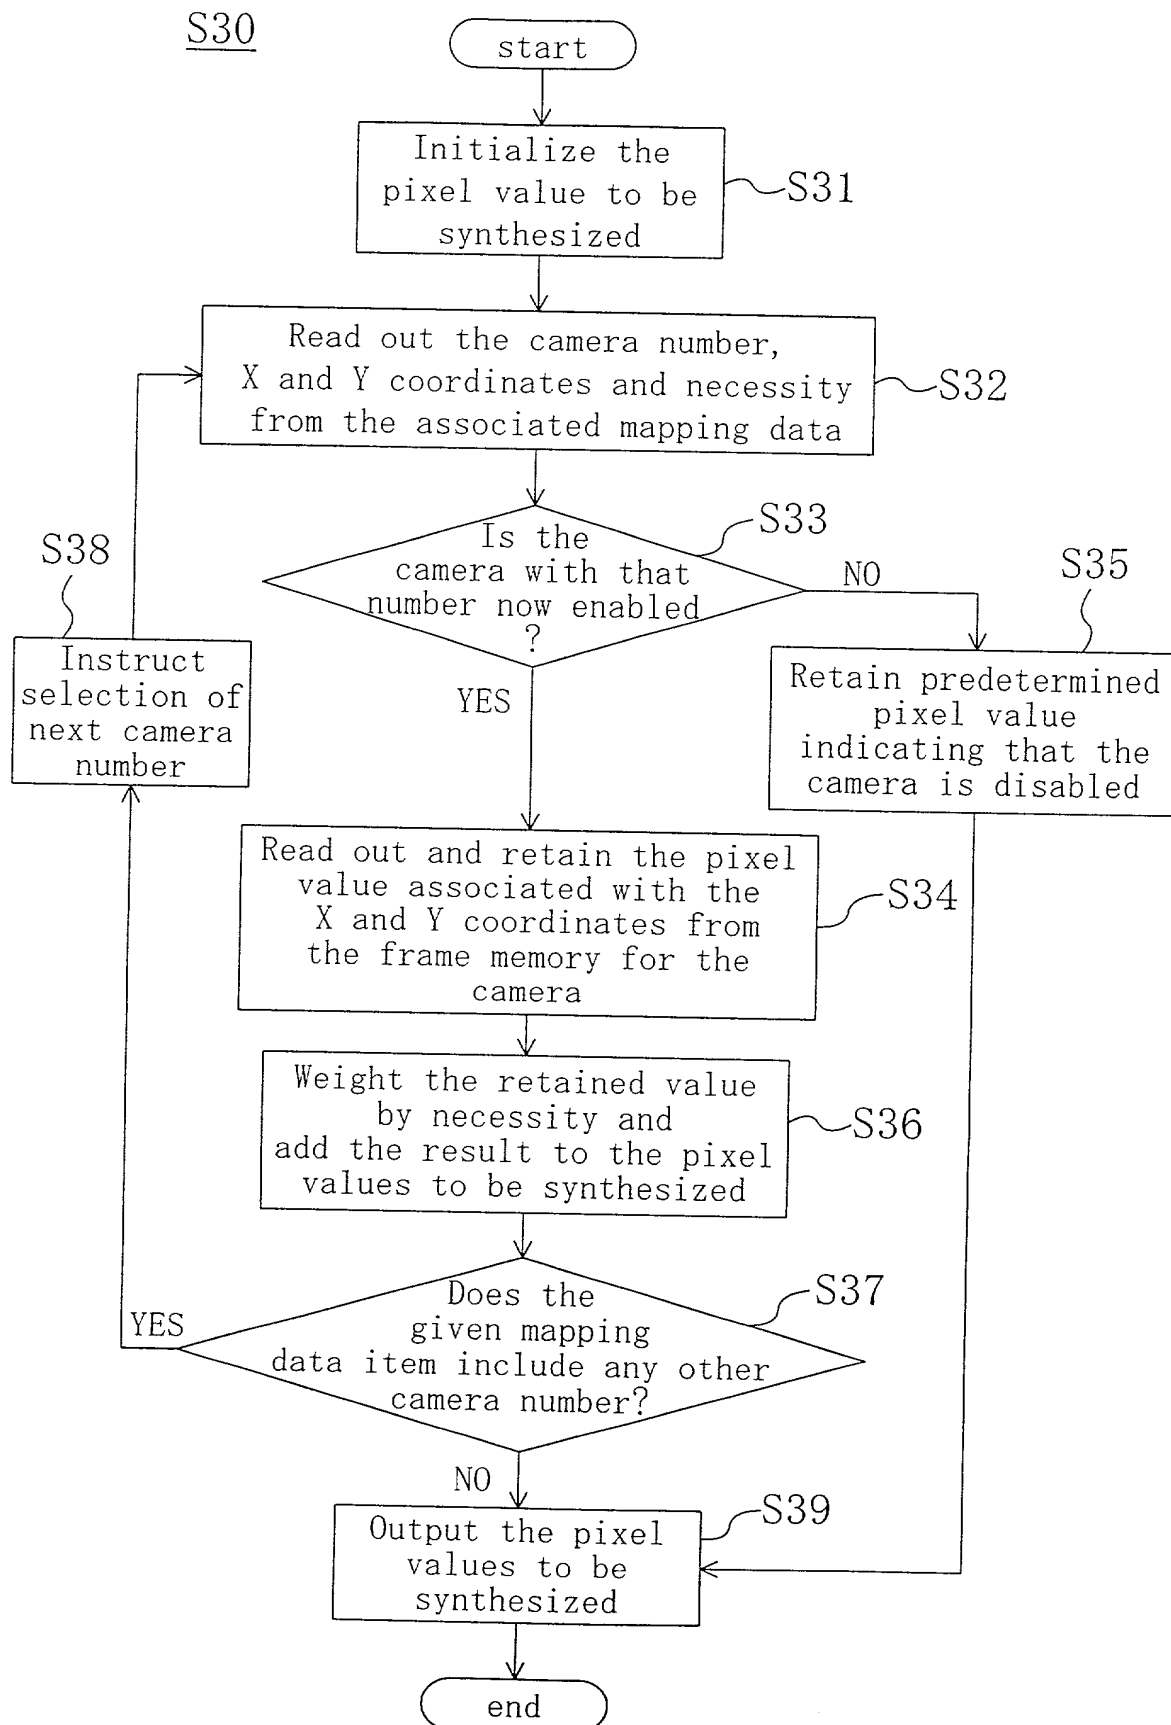 S30
start
Initialize the
pixel value to be
synthesized
S31
Read out the camera number,
X and Y coordinates and necessity
from the associated mapping data
S32
Is the
camera with that
number now enabled
?
S33
NO
YES
S38
Instruct
selection of
next camera
number
S35
Retain predetermined
pixel value
indicating that the
camera is disabled
Read out and retain the pixel
value associated with the
X and Y coordinates from
the frame memory for the
camera
S34
Weight the retained value
by necessity and
add the result to the pixel
values to be synthesized
S36
Does the
given mapping
data item include any other
camera number?
S37
YES
NO
Output the pixel
values to be
synthesized
S39
end